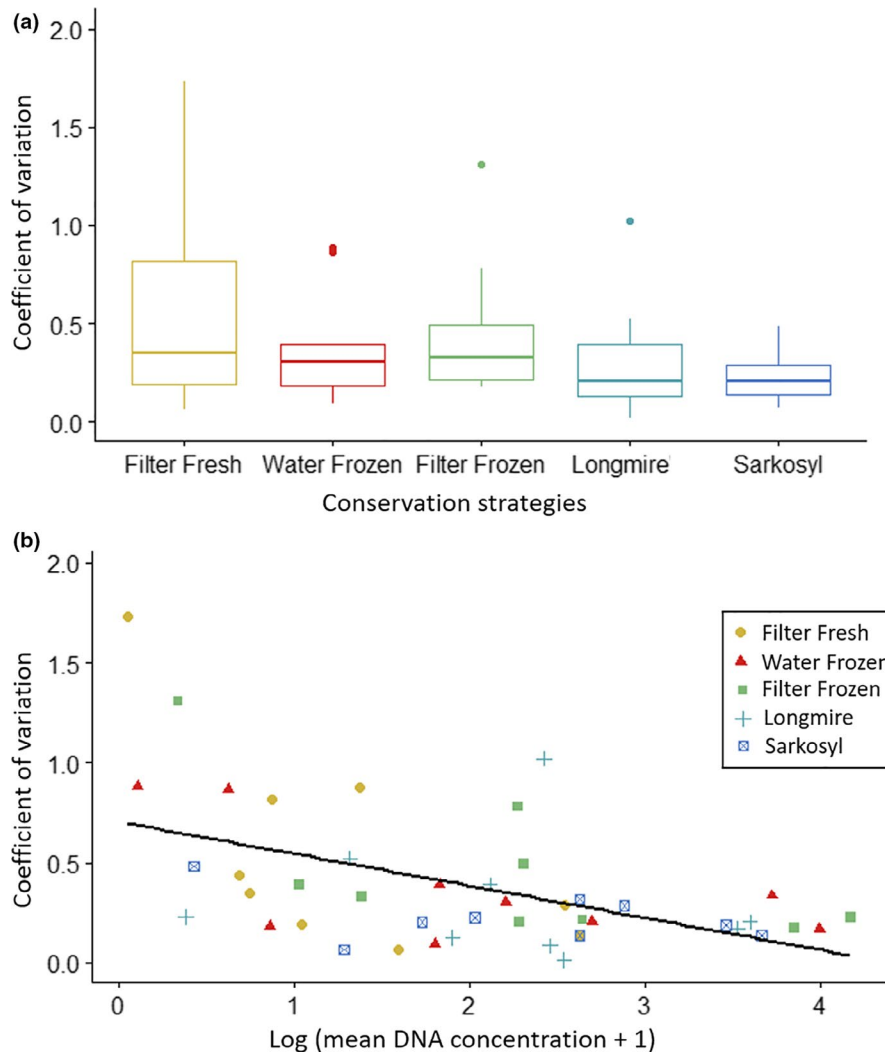 (a)
2.0
1.5
1.0
0.5
0.0
Coefficient of variation
Filter Fresh Water Frozen Filter Frozen Longmire' Sarkosyl
Conservation strategies
(b)
2.0
1.5
1.0
0.5
0.0
Coefficient of variation
Filter Fresh
Water Frozen
Filter Frozen
Longmire
Sarkosyl
0 1 2 3 4
Log (mean DNA concentration + 1)